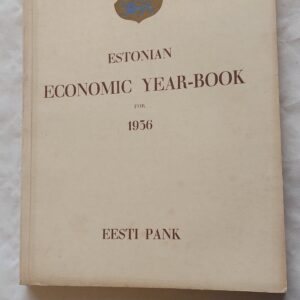 ESTONIAN
ECONOMIC YEAR-BOOK
FOR
1936
EESTI PANK